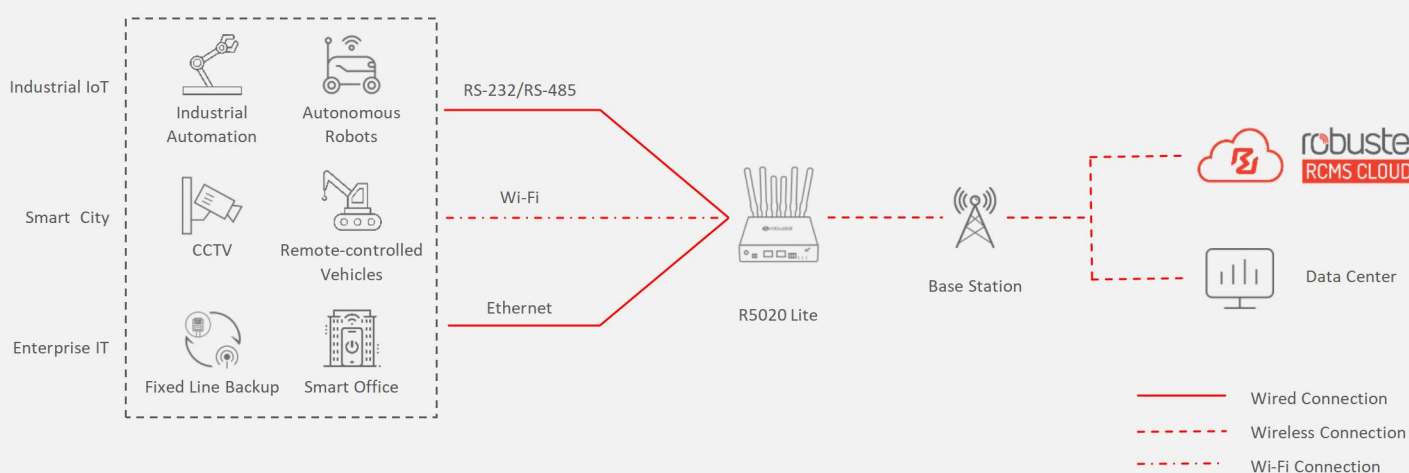 Industrial IoT
Industrial
Automation
Autonomous
Robots
RS-232/RS-485
Smart City
CCTV
Remote-controlled
Vehicles
Wi-Fi
Enterprise IT
Fixed Line Backup
Smart Office
Ethernet
robustel
R5020 Lite
Base Station
robuste
RCMS CLOUD
Data Center
Wired Connection
Wireless Connection
Wi-Fi Connection